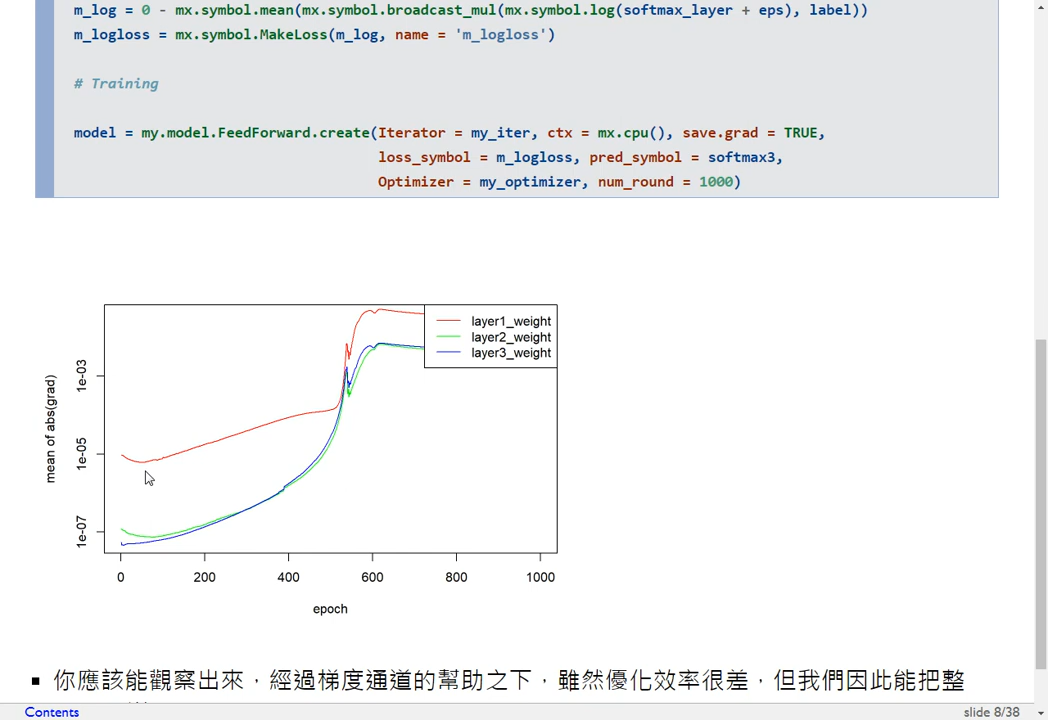 m_log = 0 - mx.symbol.mean(mx.symbol.broadcast_mul(mx.symbol.log(softmax_layer + eps), label))
m_logloss = mx.symbol.MakeLoss(m_log, name = 'm_logloss')
# Training
model = my.model.FeedForward.create(Iterator = my_iter, ctx = mx.cpu(), save.grad = TRUE,
loss_symbol = m_logloss, pred_symbol = softmax3,
Optimizer = my_optimizer, num_round = 1000)
layer1_weight
layer2_weight
layer3_weight
mean of abs(grad)
1e-03
1e-05
1e-07
0 200 400 600 800 1000
epoch
▪ 你應該能觀察出來，經過梯度通道的幫助之下，雖然優化效率很差，但我們因此能把整
Contents
slide 8/38